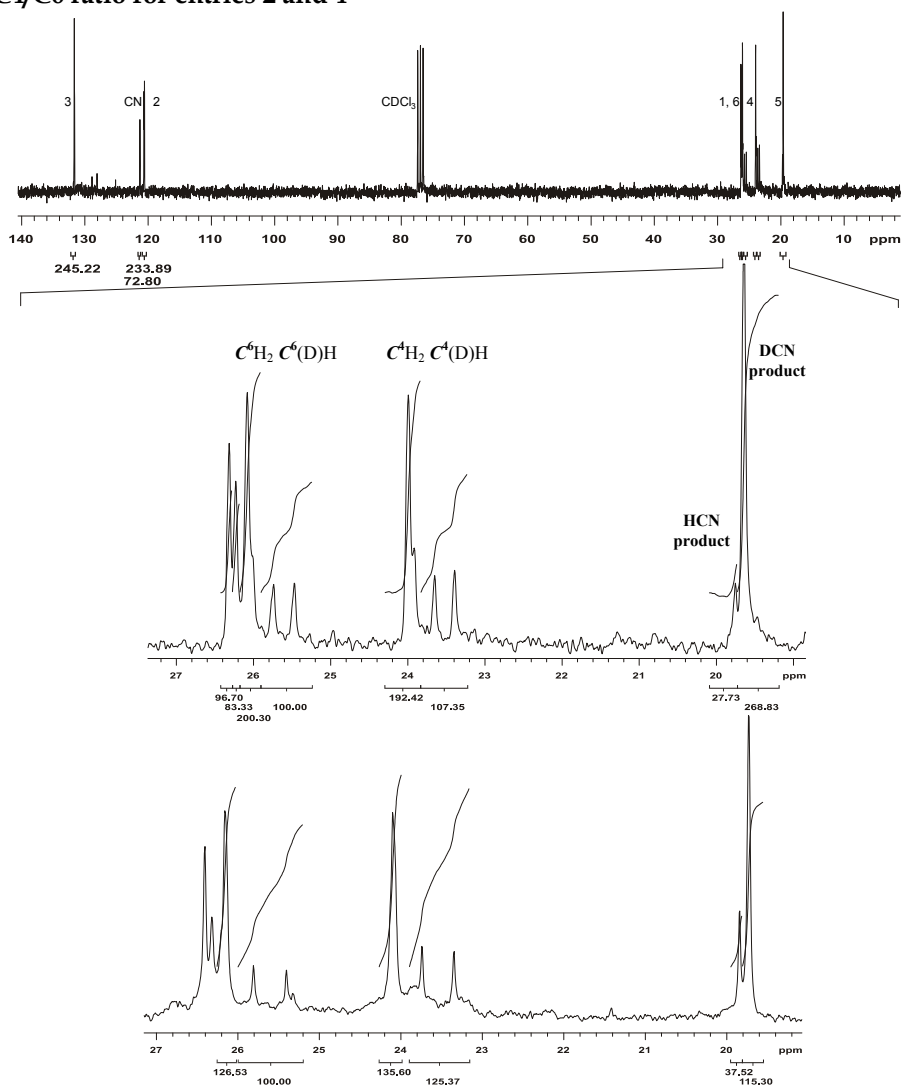 C4/C6 ratio for entries 2 and 4
3 CN 2 CDCl₃ 1, 6 4 5
140 130 120 110 100 90 80 70 60 50 40 30 20 10 ppm
245.22 233.89
72.80
C⁶H₂ C⁶(D)H C⁴H₂ C⁴(D)H
DCN
product
HCN
product
27 26 25 24 23 22 21 20 ppm
96.70 100.00 192.42 27.73
83.33 107.35 268.83
200.30
27 26 25 24 23 22 21 20 ppm
126.53 135.60 37.52
100.00 125.37 115.30